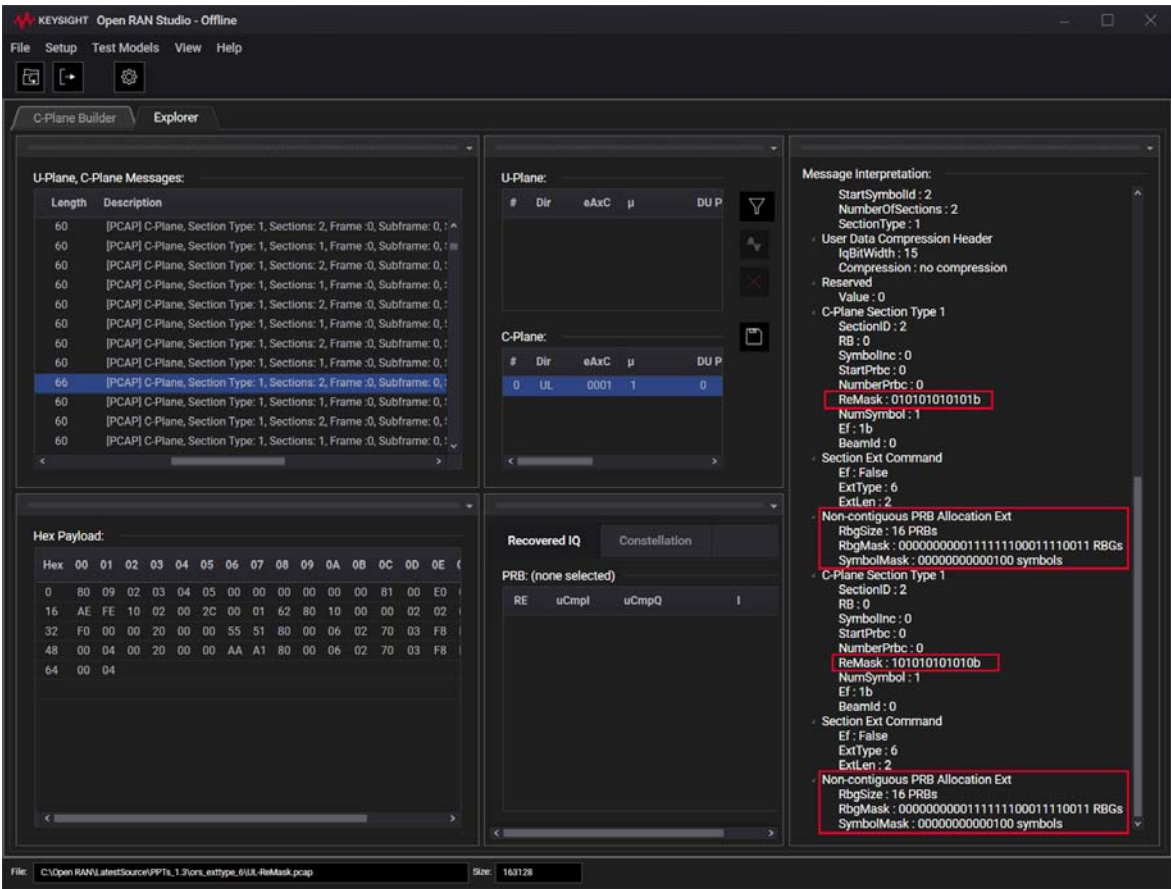 KEYSIGHT Open RAN Studio - Offline
File Setup Test Models View Help
C-Plane Builder Explorer
U-Plane, C-Plane Messages:
Length Description
60 [PCAP] C-Plane, Section Type: 1, Sections: 2, Frame :0, Subframe: 0,
60 [PCAP] C-Plane, Section Type: 1, Sections: 1, Frame :0, Subframe: 0,
60 [PCAP] C-Plane, Section Type: 1, Sections: 2, Frame :0, Subframe: 0,
60 [PCAP] C-Plane, Section Type: 1, Sections: 1, Frame :0, Subframe: 0,
60 [PCAP] C-Plane, Section Type: 1, Sections: 2, Frame :0, Subframe: 0,
60 [PCAP] C-Plane, Section Type: 1, Sections: 1, Frame :0, Subframe: 0,
60 [PCAP] C-Plane, Section Type: 1, Sections: 2, Frame :0, Subframe: 0,
60 [PCAP] C-Plane, Section Type: 1, Sections: 1, Frame :0, Subframe: 0,
66 [PCAP] C-Plane, Section Type: 1, Sections: 2, Frame :0, Subframe: 0,
60 [PCAP] C-Plane, Section Type: 1, Sections: 1, Frame :0, Subframe: 0,
60 [PCAP] C-Plane, Section Type: 1, Sections: 2, Frame :0, Subframe: 0,
60 [PCAP] C-Plane, Section Type: 1, Sections: 1, Frame :0, Subframe: 0,
U-Plane:
# Dir eAxC μ DU P
C-Plane:
# Dir eAxC μ DU P
0 UL 0001 1 0
Hex Payload:
Hex 00 01 02 03 04 05 06 07 08 09 0A 0B 0C 0D 0E
0 80 09 02 03 04 05 00 00 00 00 00 00 81 00 E0
16 AE FE 10 02 00 2C 00 01 62 80 10 00 00 02 02
32 F0 00 00 20 00 00 55 51 80 00 06 02 70 03 F8
48 00 04 00 20 00 00 AA A1 80 00 06 02 70 03 F8
64 00 04
Recovered IQ Constellation
PRB: (none selected)
RE uCmpI uCmpQ I
Message Interpretation:
StartSymbolId : 2
NumberOfSections : 2
SectionType : 1
User Data Compression Header
IqBitWidth : 15
Compression : no compression
Reserved
Value : 0
C-Plane Section Type 1
SectionID : 2
RB : 0
SymbolInc : 0
StartPrbc : 0
NumberPrbc : 0
ReMask : 010101010101b
NumSymbol : 1
Ef : 1b
BeamId : 0
Section Ext Command
Ef : False
ExtType : 6
ExtLen : 2
Non-contiguous PRB Allocation Ext
RbgSize : 16 PRBs
RbgMask : 0000000000111111100011110011 RBGs
SymbolMask : 00000000000100 symbols
C-Plane Section Type 1
SectionID : 2
RB : 0
SymbolInc : 0
StartPrbc : 0
NumberPrbc : 0
ReMask : 101010101010b
NumSymbol : 1
Ef : 1b
BeamId : 0
Section Ext Command
Ef : False
ExtType : 6
ExtLen : 2
Non-contiguous PRB Allocation Ext
RbgSize : 16 PRBs
RbgMask : 0000000000111111100011110011 RBGs
SymbolMask : 00000000000100 symbols
File: C:\Open RAN\LatestSource\PPTs_1.3\ors_exttype_6\UL-ReMask.pcap Size: 163128